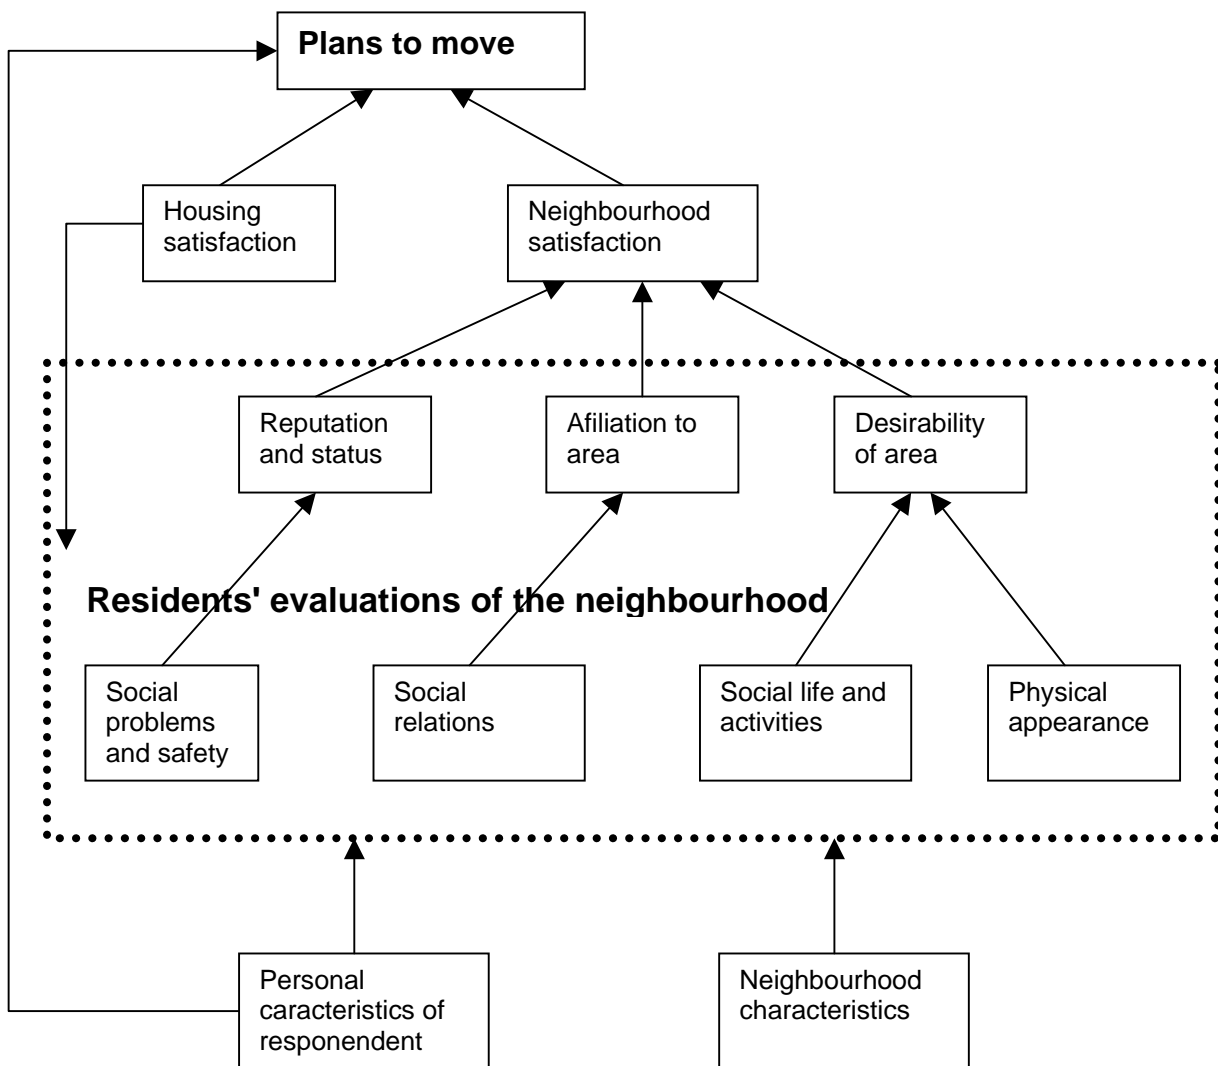 Plans to move
Housing
satisfaction
Neighbourhood
satisfaction
Reputation
and status
Afiliation to
area
Desirability
of area
Residents' evaluations of the neighbourhood
Social
problems
and safety
Social
relations
Social life and
activities
Physical
appearance
Personal
caracteristics of
responendent
Neighbourhood
characteristics